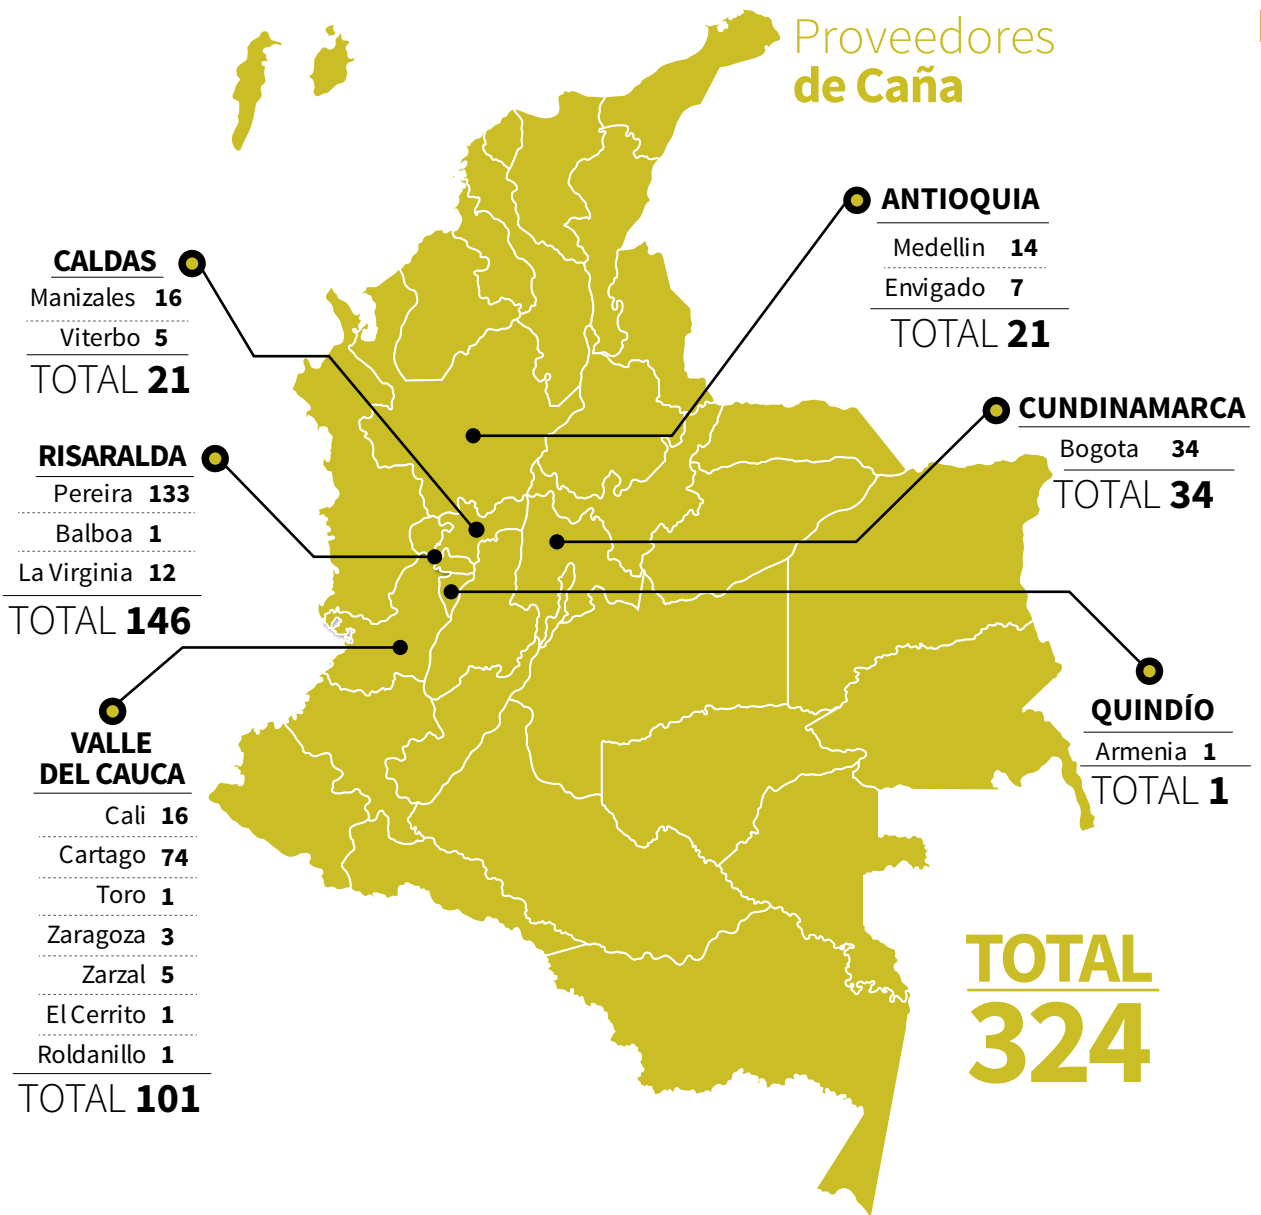 Proveedores
de Caña
ANTIOQUIA
Medellin 14
Envigado 7
TOTAL 21
CALDAS
Manizales 16
Viterbo 5
TOTAL 21
CUNDINAMARCA
Bogota 34
TOTAL 34
RISARALDA
Pereira 133
Balboa 1
La Virginia 12
TOTAL 146
QUINDÍO
Armenia 1
TOTAL 1
VALLE
DEL CAUCA
Cali 16
Cartago 74
Toro 1
Zaragoza 3
Zarzal 5
El Cerrito 1
Roldanillo 1
TOTAL 101
TOTAL
324